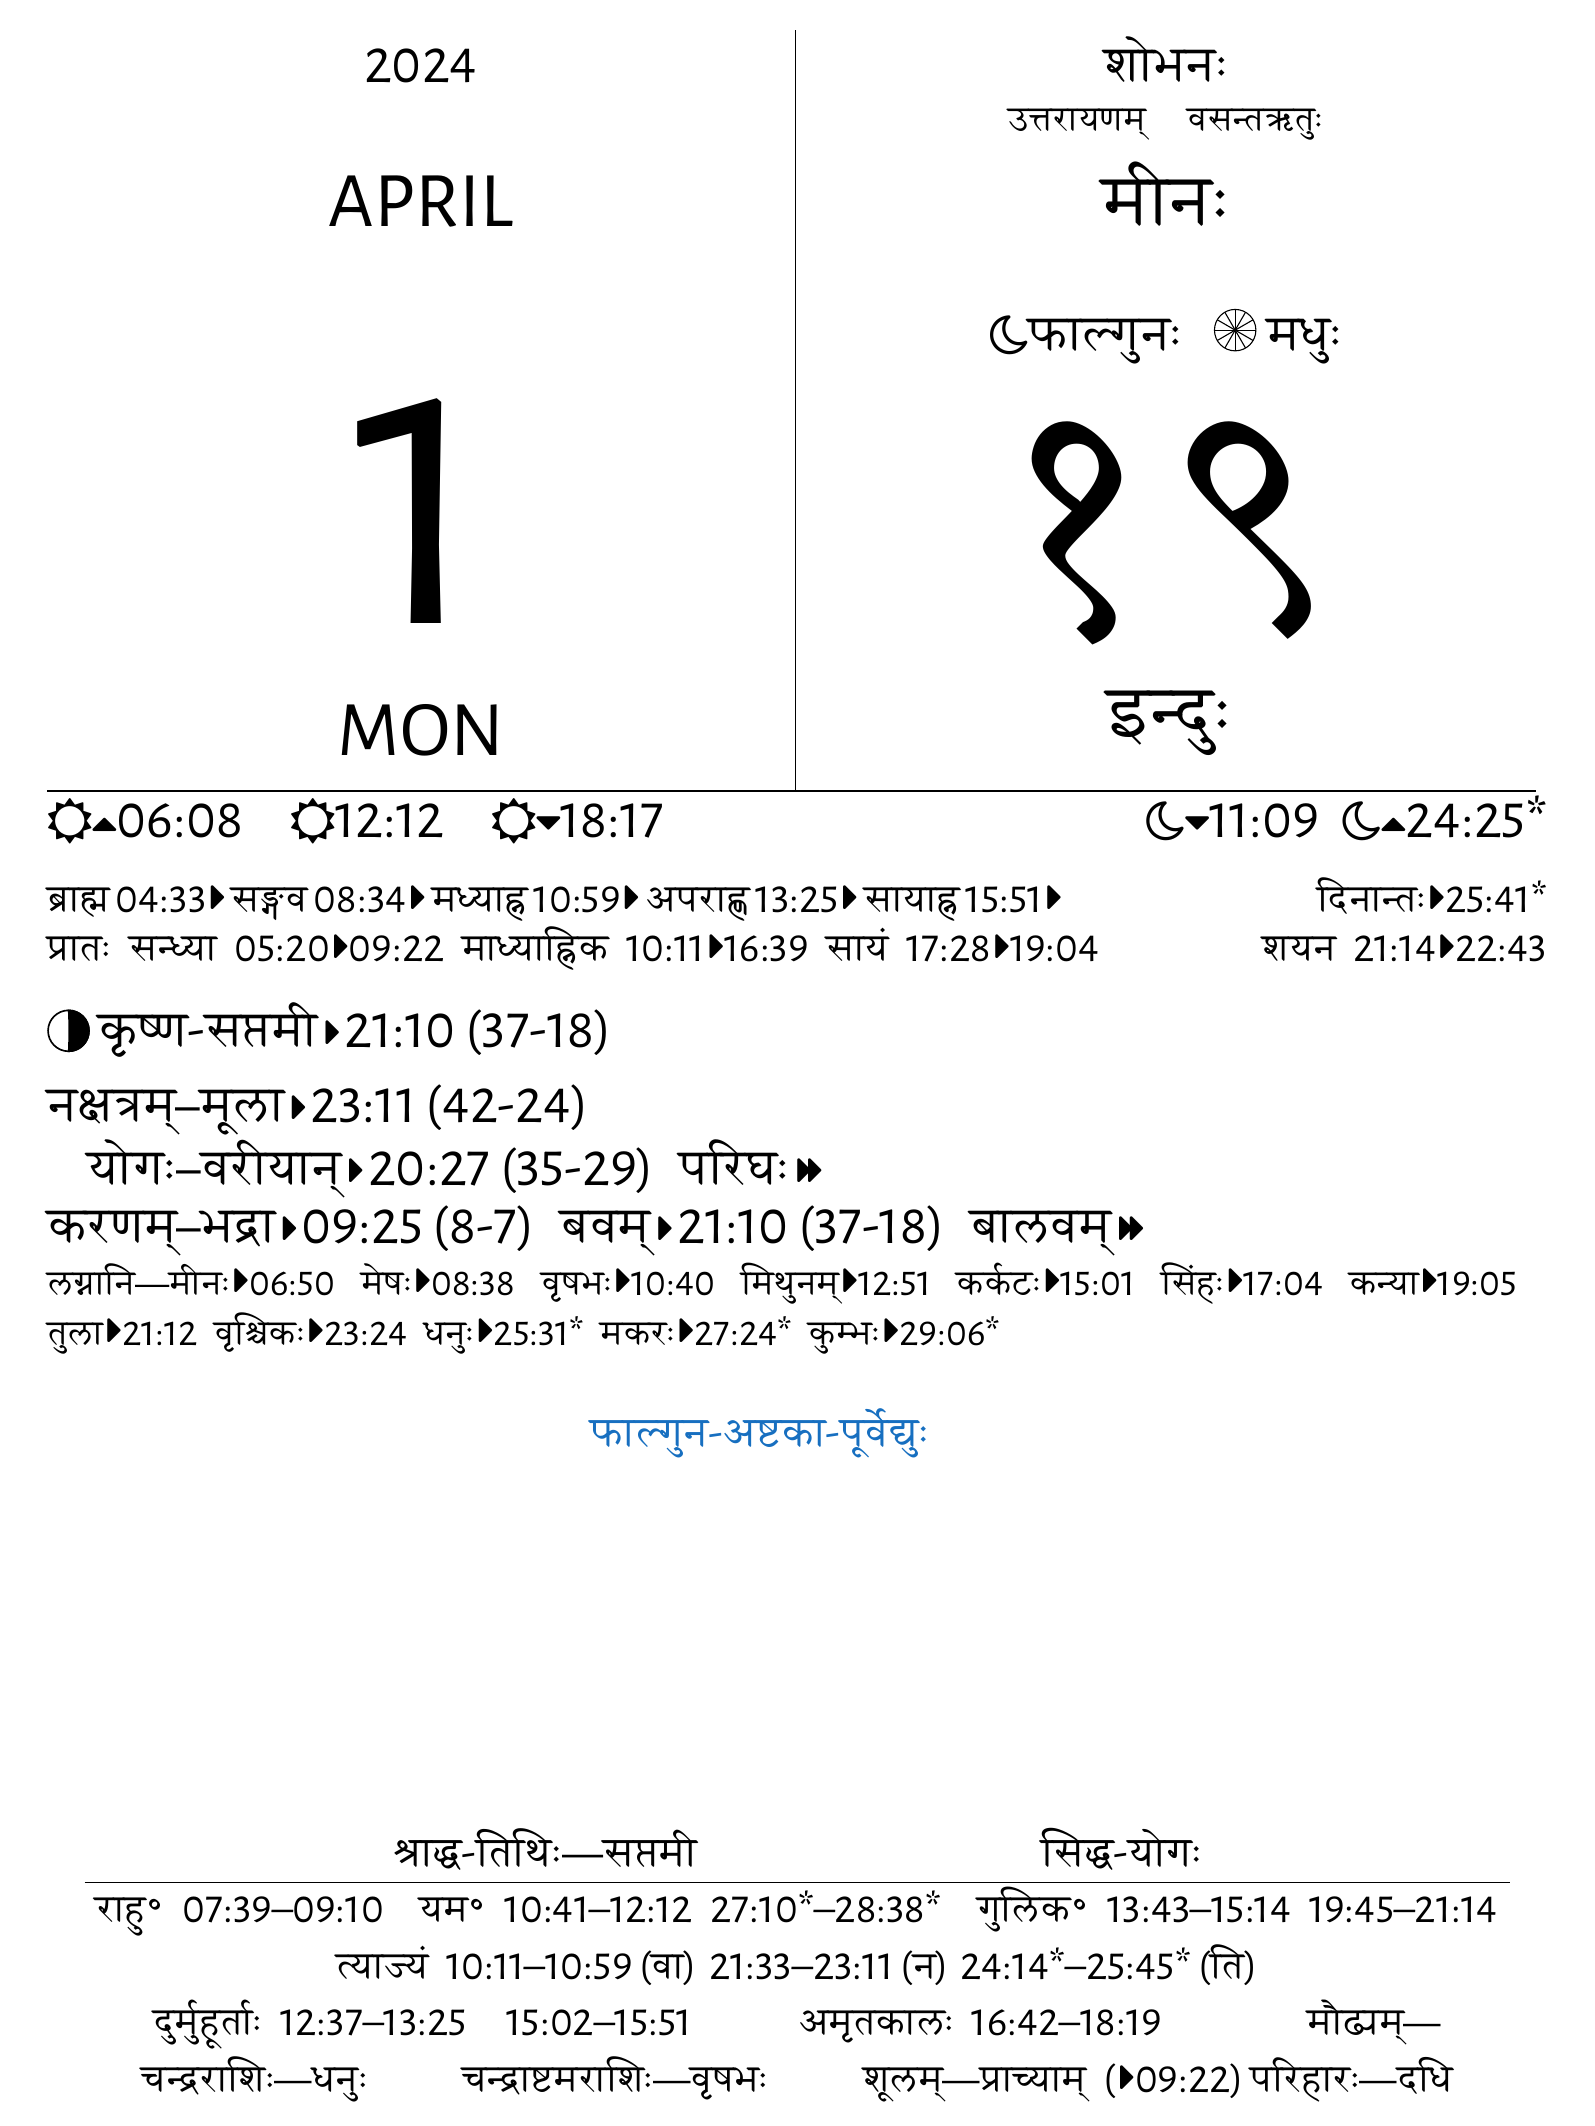 2024
APRIL
1
MON
शोभनः
उत्तरायणम् वसन्तऋतुः
मीनः
फाल्गुनः मधुः
१९
इन्दुः
06:08 12:12 18:17 11:09 24:25*
ब्राह्म 04:33 सङ्गव 08:34 मध्याह्न 10:59 अपराह्ण 13:25 सायाह्न 15:51 दिनान्तः 25:41*
प्रातः सन्ध्या 05:20 09:22 माध्याह्निक 10:11 16:39 सायं 17:28 19:04 शयन 21:14 22:43
कृष्ण-सप्तमी 21:10 (37-18)
नक्षत्रम्–मूला 23:11 (42-24)
योगः–वरीयान् 20:27 (35-29) परिघः
करणम्–भद्रा 09:25 (8-7) बवम् 21:10 (37-18) बालवम्
लग्नानि—मीनः 06:50 मेषः 08:38 वृषभः 10:40 मिथुनम् 12:51 कर्कटः 15:01 सिंहः 17:04 कन्या 19:05
तुला 21:12 वृश्चिकः 23:24 धनुः 25:31* मकरः 27:24* कुम्भः 29:06*
फाल्गुन-अष्टका-पूर्वेद्युः
श्राद्ध-तिथिः—सप्तमी सिद्ध-योगः
राहु॰ 07:39–09:10 यम॰ 10:41–12:12 27:10*–28:38* गुलिक॰ 13:43–15:14 19:45–21:14
त्याज्यं 10:11–10:59 (वा) 21:33–23:11 (न) 24:14*–25:45* (ति)
दुर्मुहूर्ताः 12:37–13:25 15:02–15:51 अमृतकालः 16:42–18:19 मौढ्यम्—
चन्द्रराशिः—धनुः चन्द्राष्टमराशिः—वृषभः शूलम्—प्राच्याम् (09:22) परिहारः—दधि